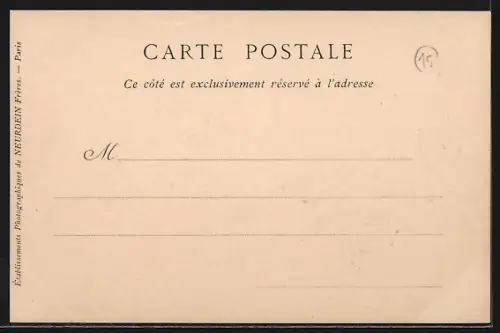 CARTE POSTALE
15
Ce côté est exclusivement réservé à l'adresse
M
Établissements Photographiques de NEURDEIN Frères. — Paris